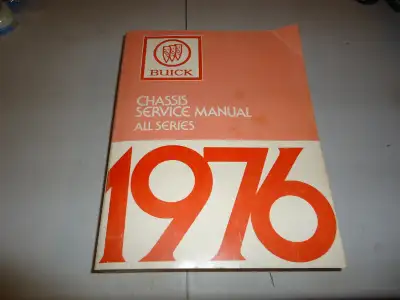 BUICK
CHASSIS
SERVICE MANUAL
ALL SERIES
1976